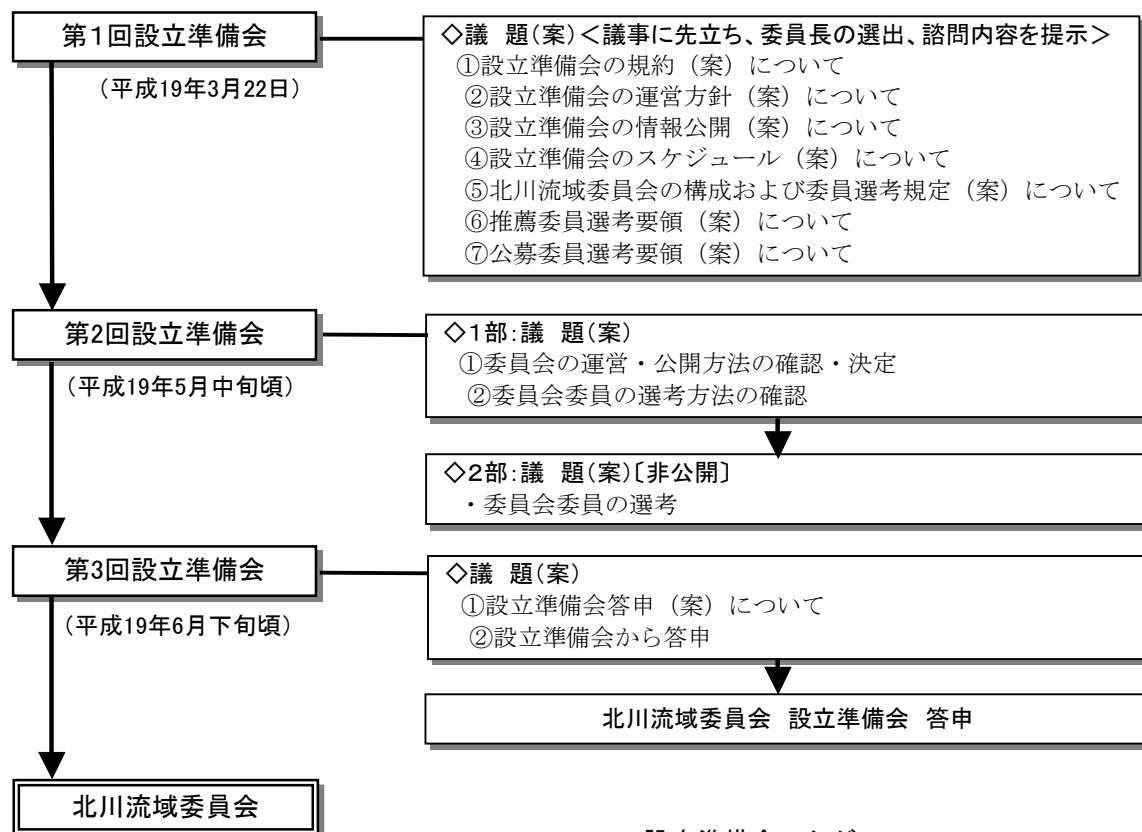 第1回設立準備会
(平成19年3月22日)
◇議 題(案)<議事に先立ち、委員長の選出、諮問内容を提示>
①設立準備会の規約(案)について
②設立準備会の運営方針(案)について
③設立準備会の情報公開(案)について
④設立準備会のスケジュール(案)について
⑤北川流域委員会の構成および委員選考規定(案)について
⑥推薦委員選考要領(案)について
⑦公募委員選考要領(案)について
第2回設立準備会
(平成19年5月中旬頃)
◇1部:議 題(案)
①委員会の運営・公開方法の確認・決定
②委員会委員の選考方法の確認
◇2部:議 題(案)〔非公開〕
・委員会委員の選考
第3回設立準備会
(平成19年6月下旬頃)
◇議 題(案)
①設立準備会答申(案)について
②設立準備会から答申
北川流域委員会 設立準備会 答申
北川流域委員会